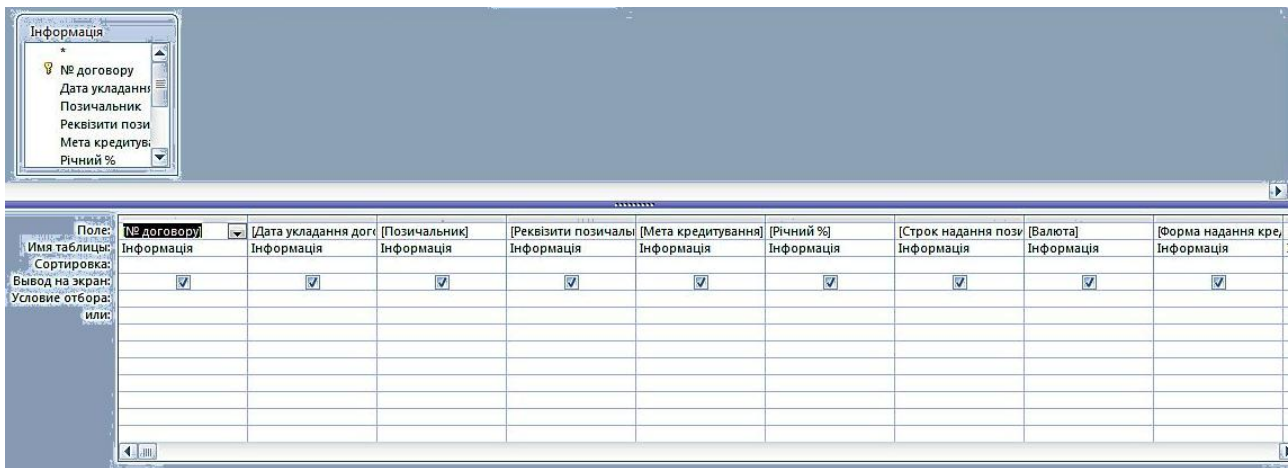 Інформація
*
№ договору
Дата укладання
Позичальник
Реквізити пози
Мета кредитува
Річний %
Поле: [№ договору] [Дата укладання дого [Позичальник] [Реквізити позичаль [Мета кредитування] [Річний %] [Строк надання пози [Валюта] [Форма надання кре
Имя таблицы: Інформація Інформація Інформація Інформація Інформація Інформація Інформація Інформація Інформація
Сортировка:
Вывод на экран:
Условие отбора:
или: